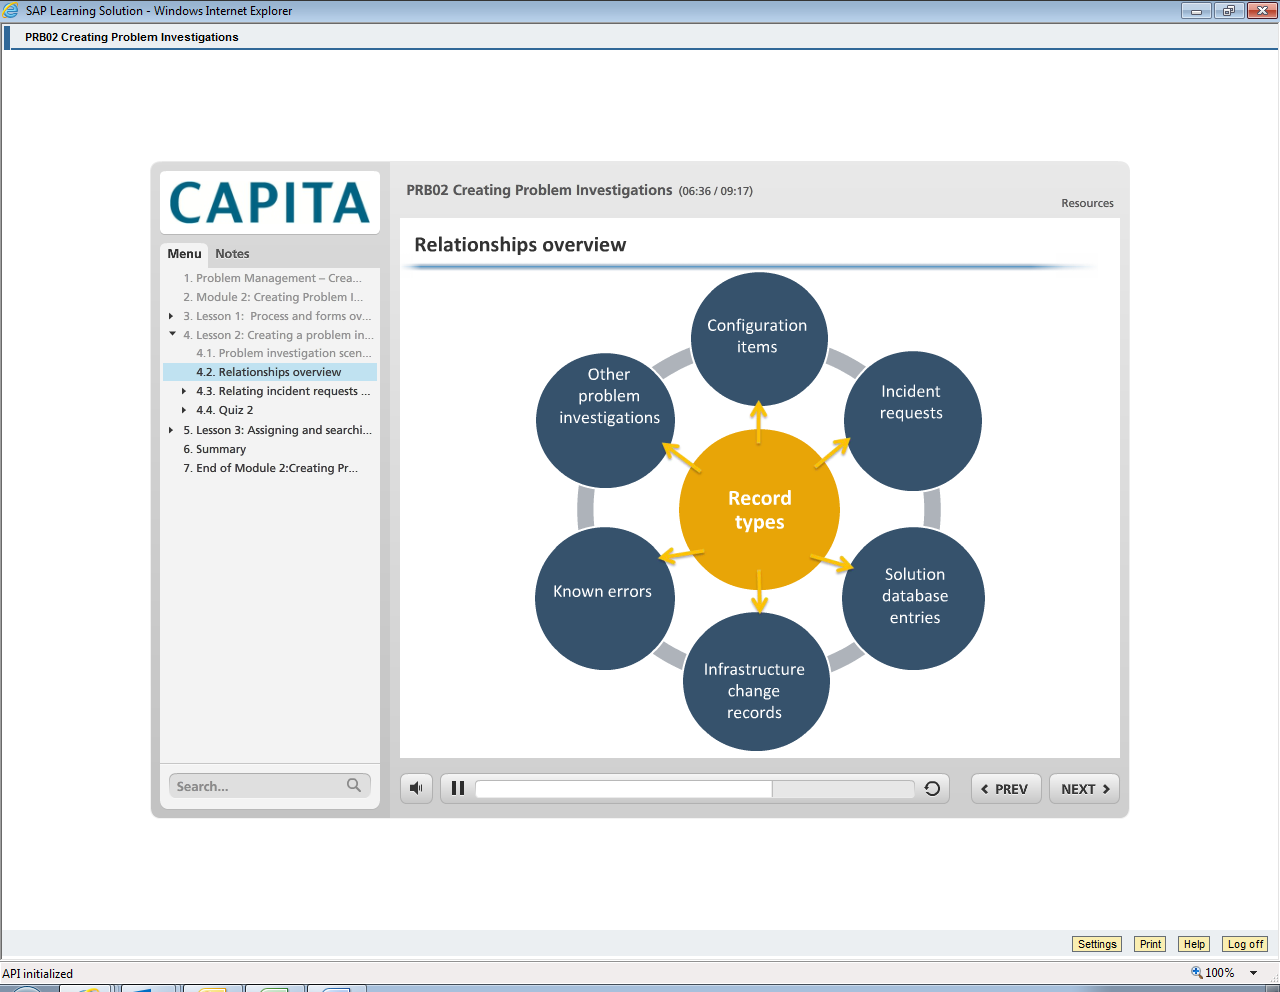 SAP Learning Solution - Windows Internet Explorer
PRB02 Creating Problem Investigations
CAPITA
PRB02 Creating Problem Investigations (06:36 / 09:17)
Resources
Menu Notes
1. Problem Management – Crea...
2. Module 2: Creating Problem I...
3. Lesson 1: Process and forms ov...
4. Lesson 2: Creating a problem in...
4.1. Problem investigation scen...
4.2. Relationships overview
4.3. Relating incident requests ...
4.4. Quiz 2
5. Lesson 3: Assigning and searchi...
6. Summary
7. End of Module 2:Creating Pr...
Search...
Relationships overview
Configuration
items
Incident
requests
Solution
database
entries
Infrastructure
change
records
Known errors
Other
problem
investigations
Record
types
PREV
NEXT
Settings Print Help Log off
API initialized
100%